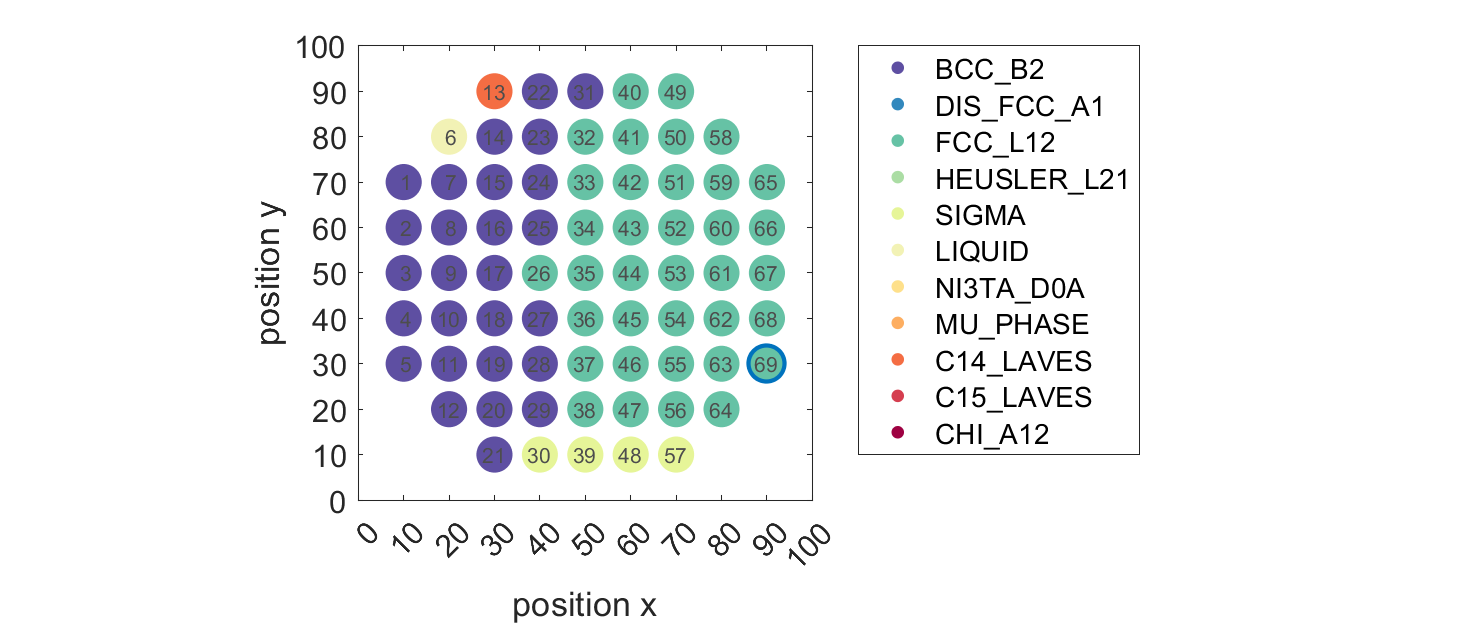 100
90
80
70
60
50
40
30
20
10
0
position y
13 22 31 40 49
6 14 23 32 41 50 58
1 7 15 24 33 42 51 59 65
2 8 16 25 34 43 52 60 66
3 9 17 26 35 44 53 61 67
4 10 18 27 36 45 54 62 68
5 11 19 28 37 46 55 63 69
12 20 29 38 47 56 64
21 30 39 48 57
0 10 20 30 40 50 60 70 80 90 100
position x
BCC_B2
DIS_FCC_A1
FCC_L12
HEUSLER_L21
SIGMA
LIQUID
NI3TA_D0A
MU_PHASE
C14_LAVES
C15_LAVES
CHI_A12